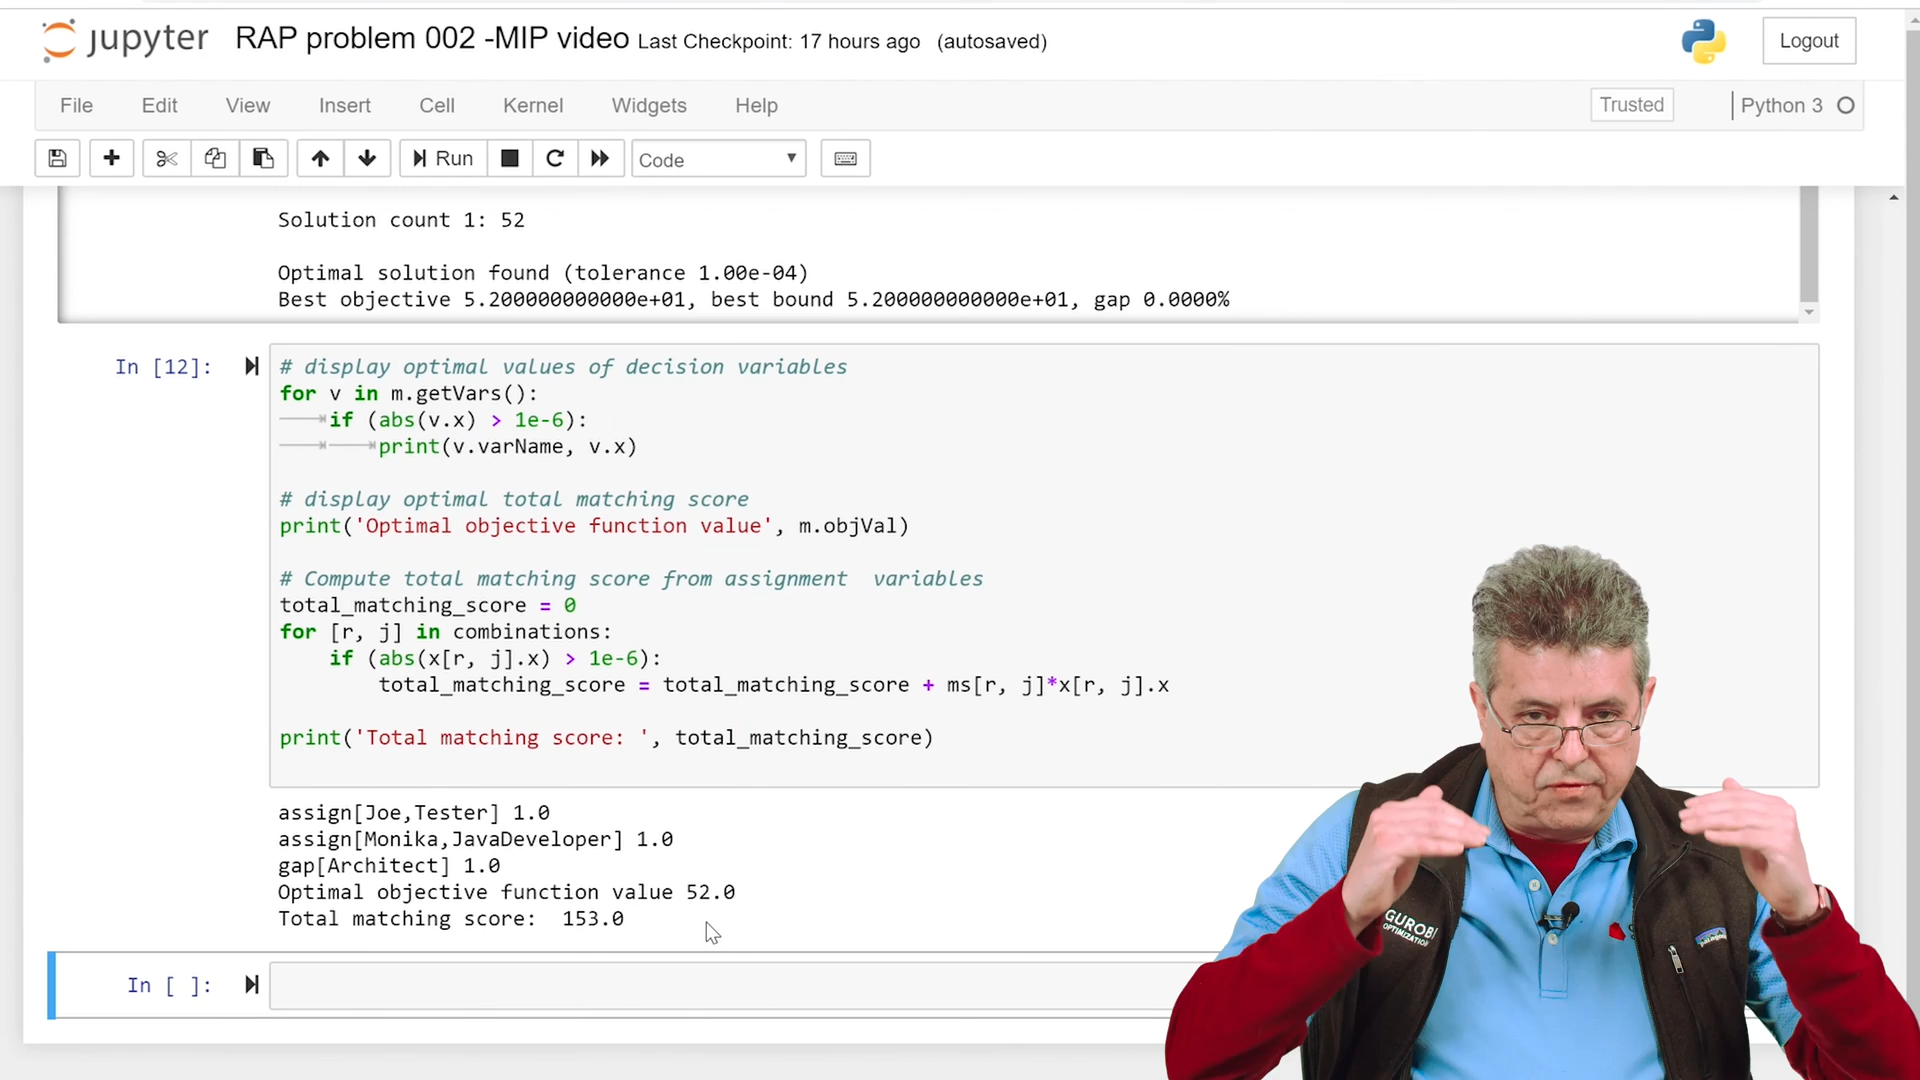 jupyter RAP problem 002 -MIP video Last Checkpoint: 17 hours ago (autosaved) Logout
File Edit View Insert Cell Kernel Widgets Help Trusted Python 3
Run Code
Solution count 1: 52
Optimal solution found (tolerance 1.00e-04)
Best objective 5.200000000000e+01, best bound 5.200000000000e+01, gap 0.0000%
In [12]: # display optimal values of decision variables
for v in m.getVars():
if (abs(v.x) > 1e-6):
print(v.varName, v.x)
# display optimal total matching score
print('Optimal objective function value', m.objVal)
# Compute total matching score from assignment  variables
total_matching_score = 0
for [r, j] in combinations:
if (abs(x[r, j].x) > 1e-6):
total_matching_score = total_matching_score + ms[r, j]*x[r, j].x
print('Total matching score: ', total_matching_score)
assign[Joe,Tester] 1.0
assign[Monika,JavaDeveloper] 1.0
gap[Architect] 1.0
Optimal objective function value 52.0
Total matching score:  153.0
In [ ]:
GUROBI
OPTIMIZATION
patagonia